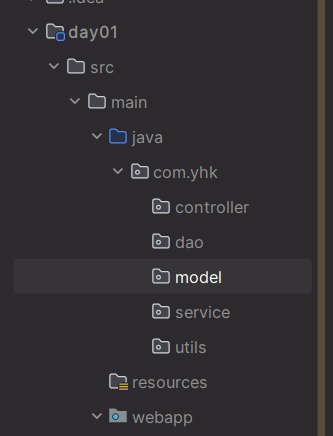 .idea
day01
src
main
java
com.yhk
controller
dao
model
service
utils
resources
webapp